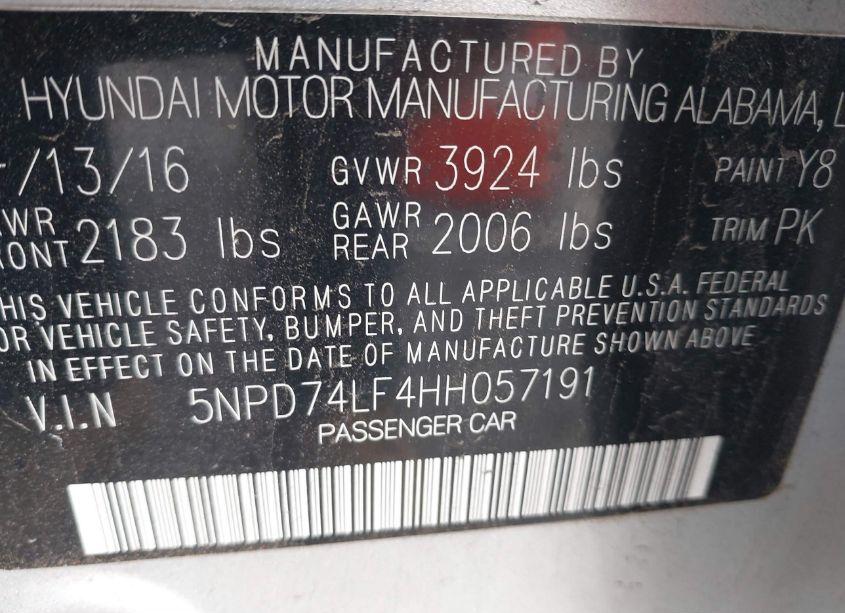 MANUFACTURED BY
HYUNDAI MOTOR MANUFACTURING ALABAMA, L
/13/16 GVWR 3924 lbs PAINT Y8
WR FRONT 2183 lbs GAWR REAR 2006 lbs TRIM PK
HIS VEHICLE CONFORMS TO ALL APPLICABLE U.S.A. FEDERAL
OR VEHICLE SAFETY, BUMPER, AND THEFT PREVENTION STANDARDS
IN EFFECT ON THE DATE OF MANUFACTURE SHOWN ABOVE
V.I.N 5NPD74LF4HH057191
PASSENGER CAR